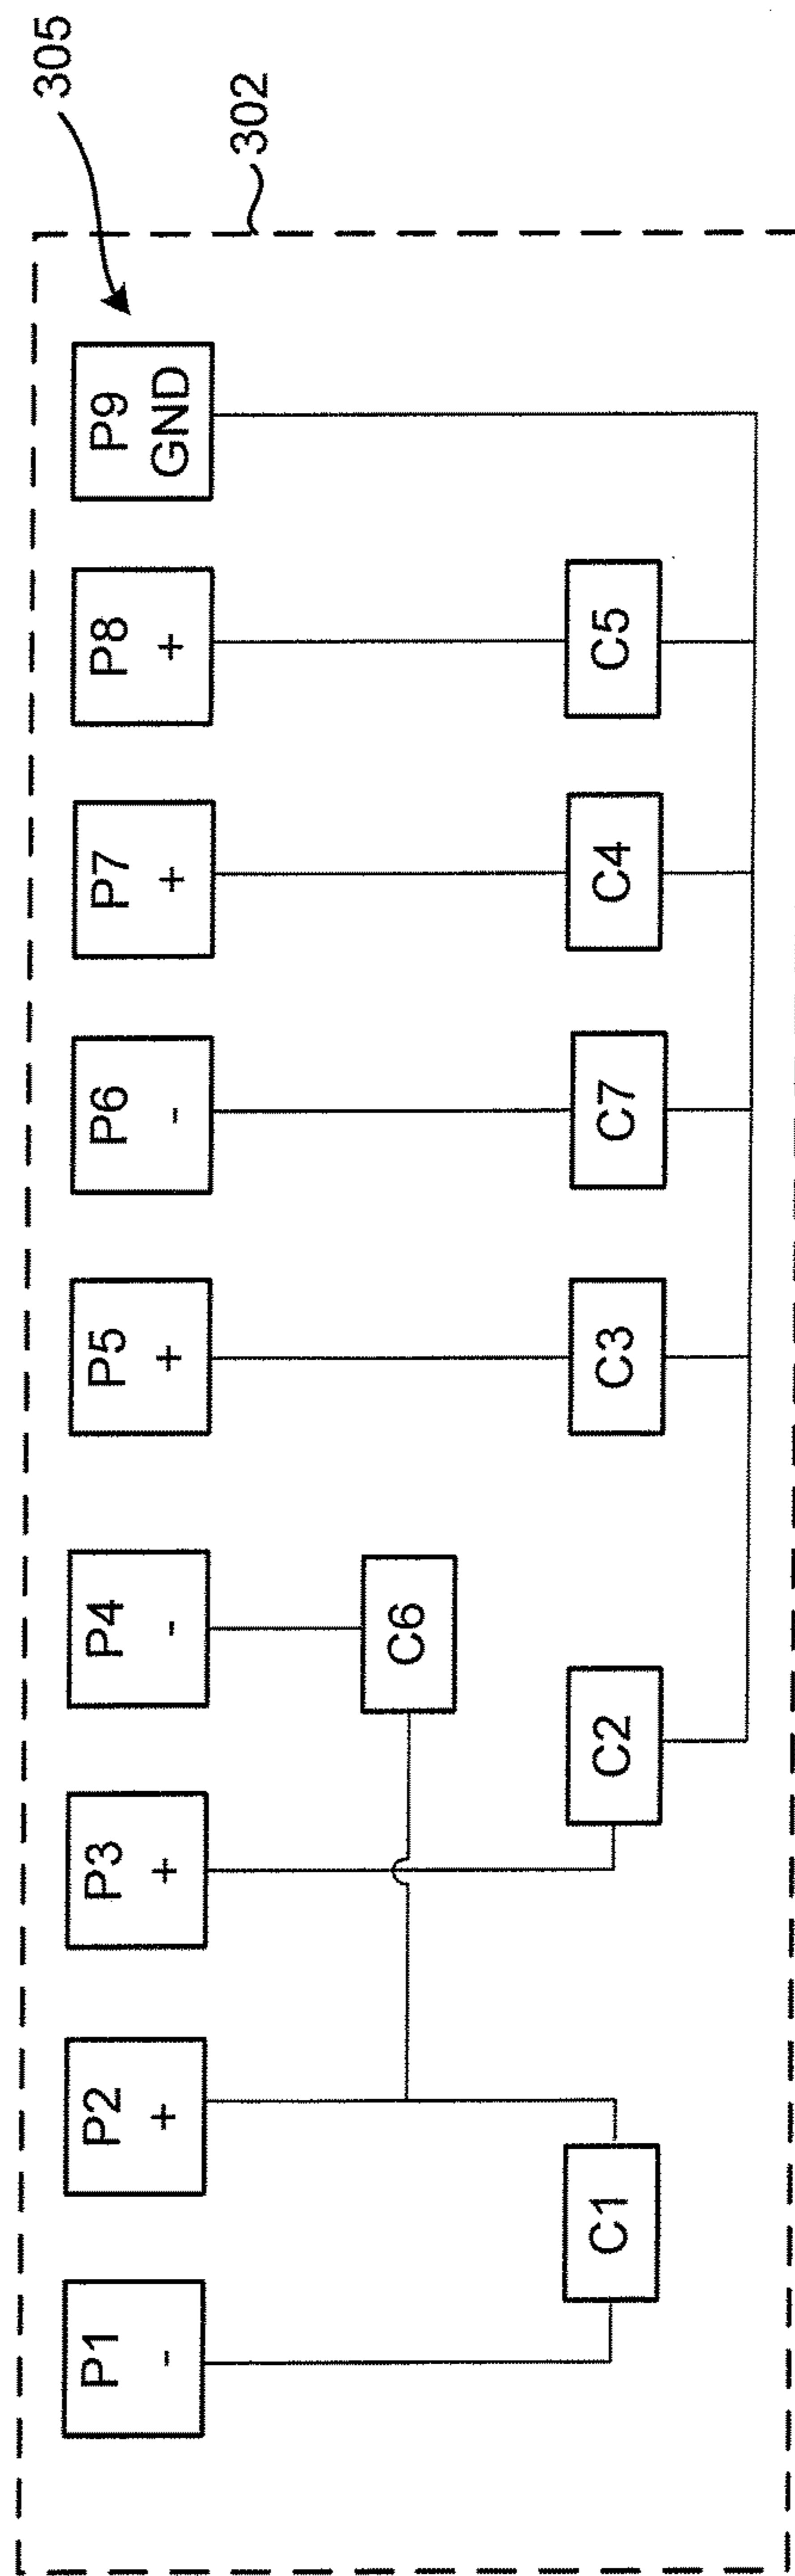 305
302
P1
-
P2
+
P3
+
P4
-
P5
+
P6
-
P7
+
P8
+
P9
GND
C6
C1
C2
C3
C7
C4
C5